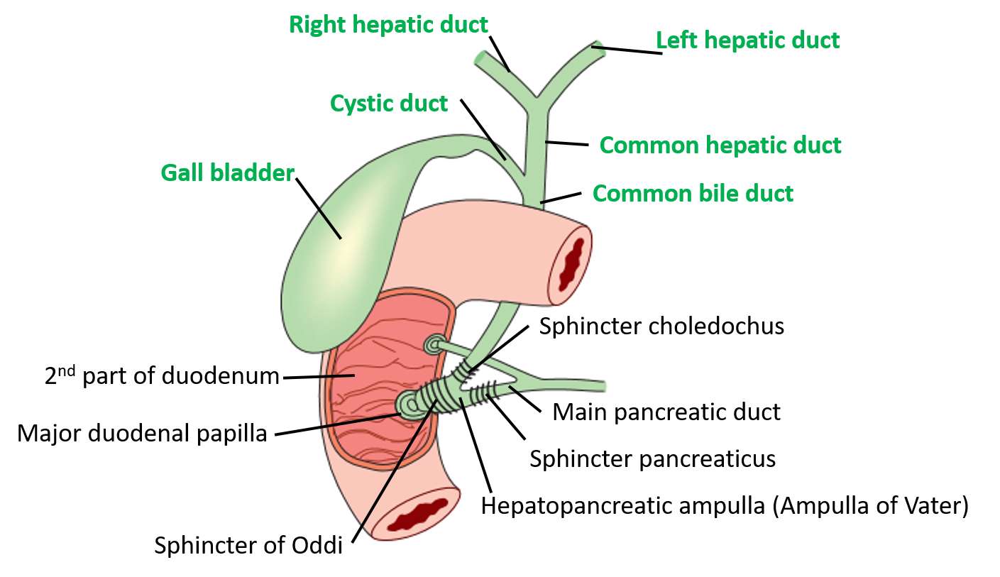 Right hepatic duct
Left hepatic duct
Cystic duct
Common hepatic duct
Gall bladder
Common bile duct
Sphincter choledochus
2nd part of duodenum
Main pancreatic duct
Major duodenal papilla
Sphincter pancreaticus
Hepatopancreatic ampulla (Ampulla of Vater)
Sphincter of Oddi